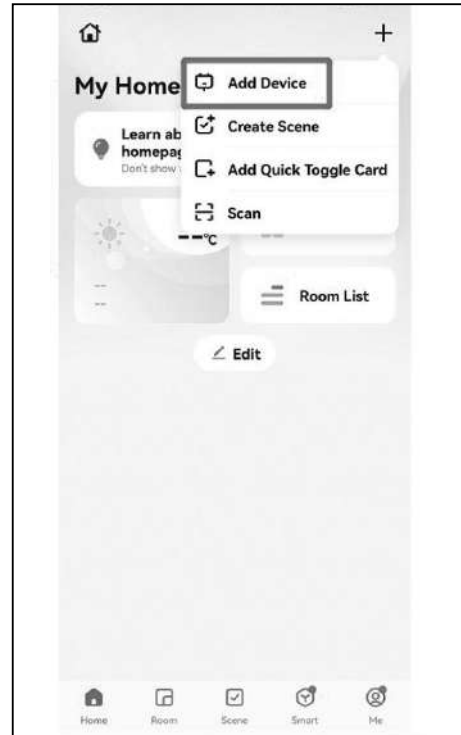 My Home
Add Device
Create Scene
Add Quick Toggle Card
Scan
Learn ab
homepag
Don't show
--°C
--
--
--
Room List
Edit
Home
Room
Scene
Smart
Me